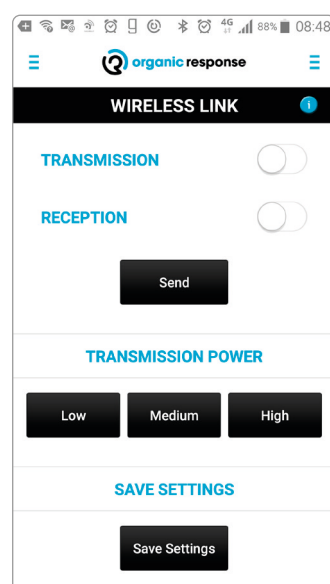 4G 88% 08:48
organic response
WIRELESS LINK
TRANSMISSION
RECEPTION
Send
TRANSMISSION POWER
Low Medium High
SAVE SETTINGS
Save Settings